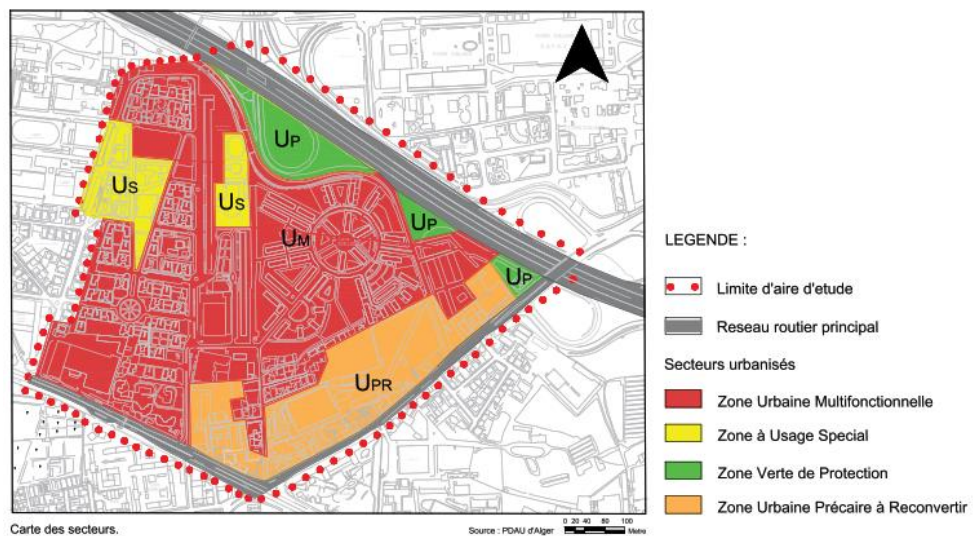 UP
US
US
UM
UP
UP
UPR
LEGENDE :
Limite d'aire d'etude
Reseau routier principal
Secteurs urbanisés
Zone Urbaine Multifonctionnelle
Zone à Usage Special
Zone Verte de Protection
Zone Urbaine Précaire à Reconvertir
Carte des secteurs.
Source : PDAU d'Alger
0 20 40 60 100
Metre